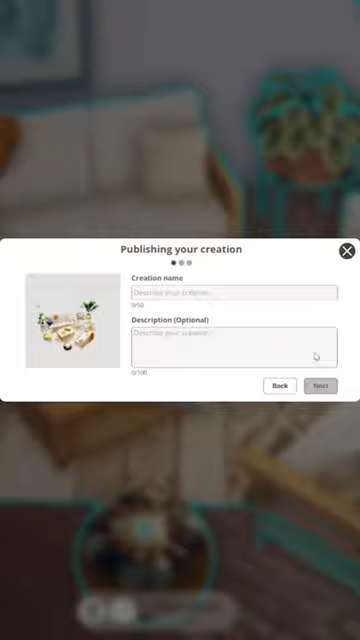 Publishing your creation
Creation name
Describe your creation...
0/50
Description (Optional)
Describe your creation...
0/100
Back
Next